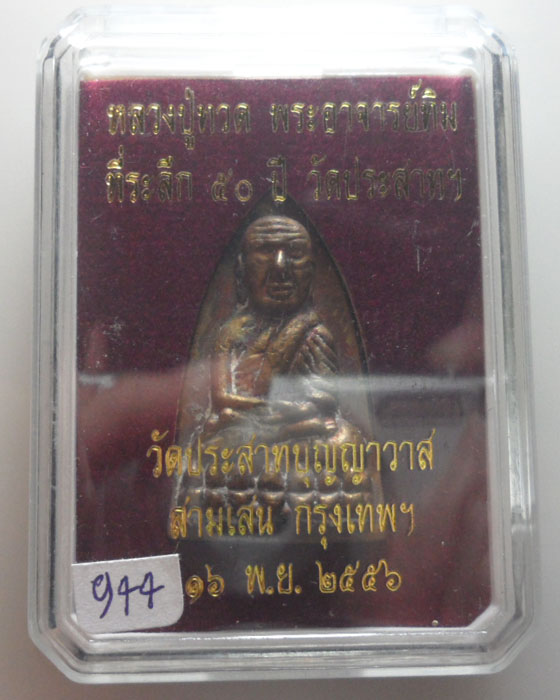 หลวงปู่ทวด พระอาจารย์ทิม
ที่ระลึก ๕๐ ปี วัดประสาทฯ
วัดประสาทบุญญาวาส
สามเสน กรุงเทพฯ
๑๖ พ.ย. ๒๕๕๖
944